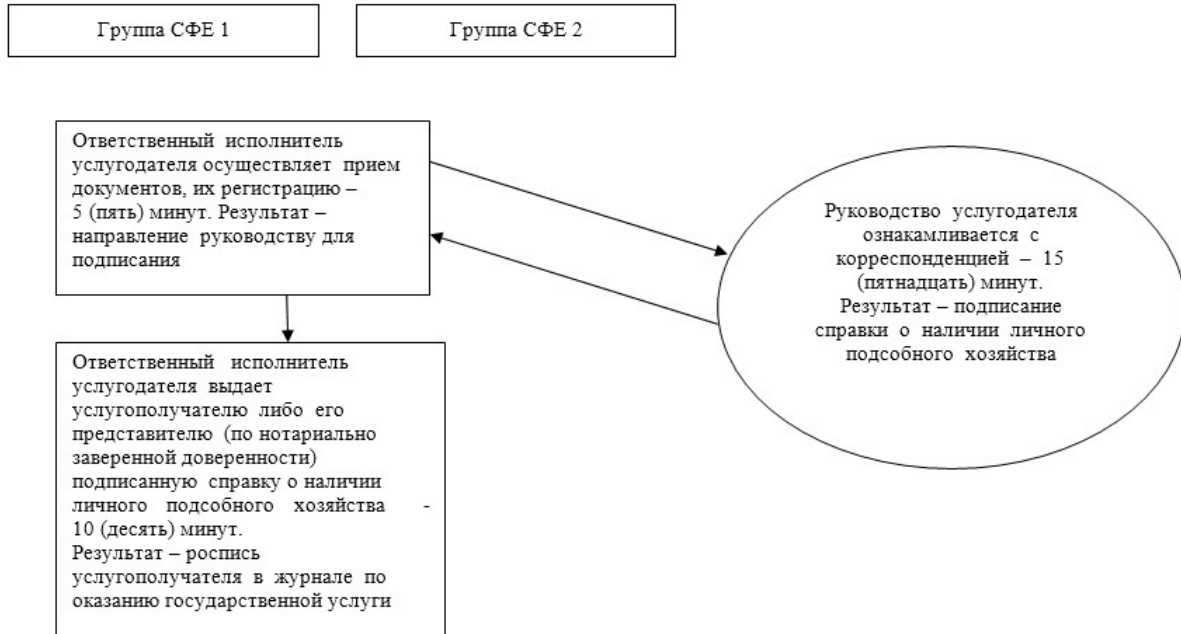 Группа СФЕ 1
Группа СФЕ 2
Ответственный исполнитель
услугодателя осуществляет прием
документов, их регистрацию –
5 (пять) минут. Результат –
направление руководству для
подписания
Руководство услугодателя
ознакамливается с
корреспонденцией – 15
(пятнадцать) минут.
Результат – подписание
справки о наличии личного
подсобного хозяйства
Ответственный исполнитель
услугодателя выдает
услугополучателю либо его
представителю (по нотариально
заверенной доверенности)
подписанную справку о наличии
личного подсобного хозяйства -
10 (десять) минут.
Результат – роспись
услугополучателя в журнале по
оказанию государственной услуги